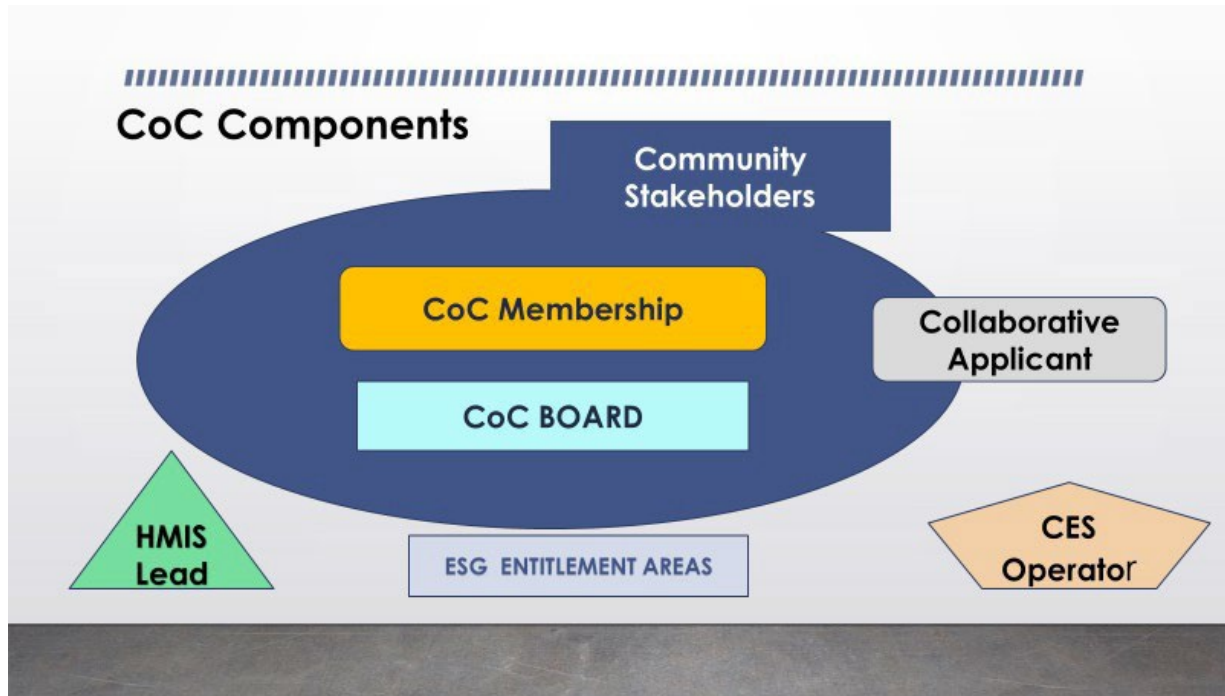 CoC Components
Community
Stakeholders
CoC Membership
Collaborative
Applicant
CoC BOARD
HMIS
Lead
ESG ENTITLEMENT AREAS
CES
Operator